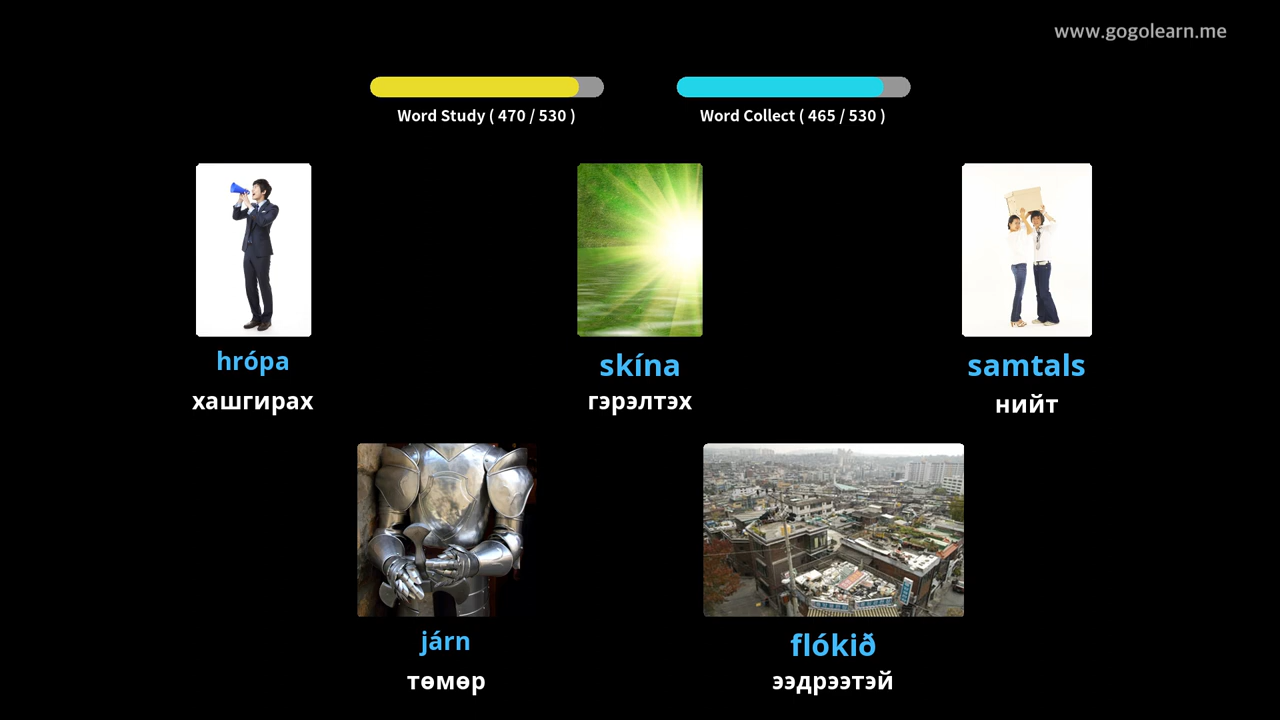 www.gogolearn.me
Word Study ( 470 / 530 )
Word Collect ( 465 / 530 )
hrópa
skína
samtals
хашгирах
гэрэлтэх
нийт
járn
flókið
төмөр
ээдрээтэй